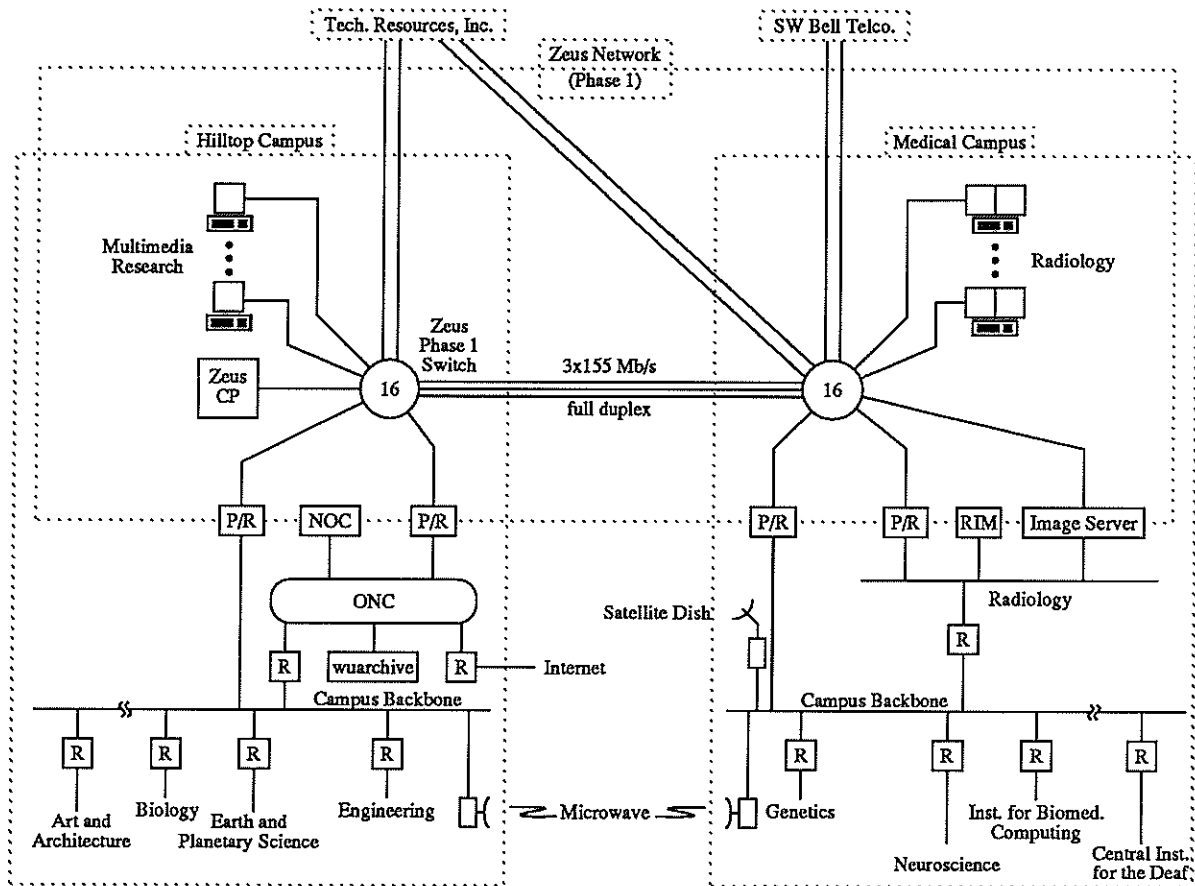 Tech. Resources, Inc.
SW Bell Telco.
Zeus Network
(Phase 1)
Hilltop Campus
Medical Campus
Multimedia
Research
Radiology
Zeus
Phase 1
Switch
Zeus
CP
16
3x155 Mb/s
full duplex
16
P/R
NOC
P/R
P/R
P/R
RIM
Image Server
ONC
Radiology
Satellite Dish
R
wuarchive
R
Internet
R
Campus Backbone
Campus Backbone
R
R
R
R
R
R
R
R
Art and
Architecture
Biology
Earth and
Planetary Science
Engineering
Microwave
Genetics
Neuroscience
Inst. for Biomed.
Computing
Central Inst.
for the Deaf